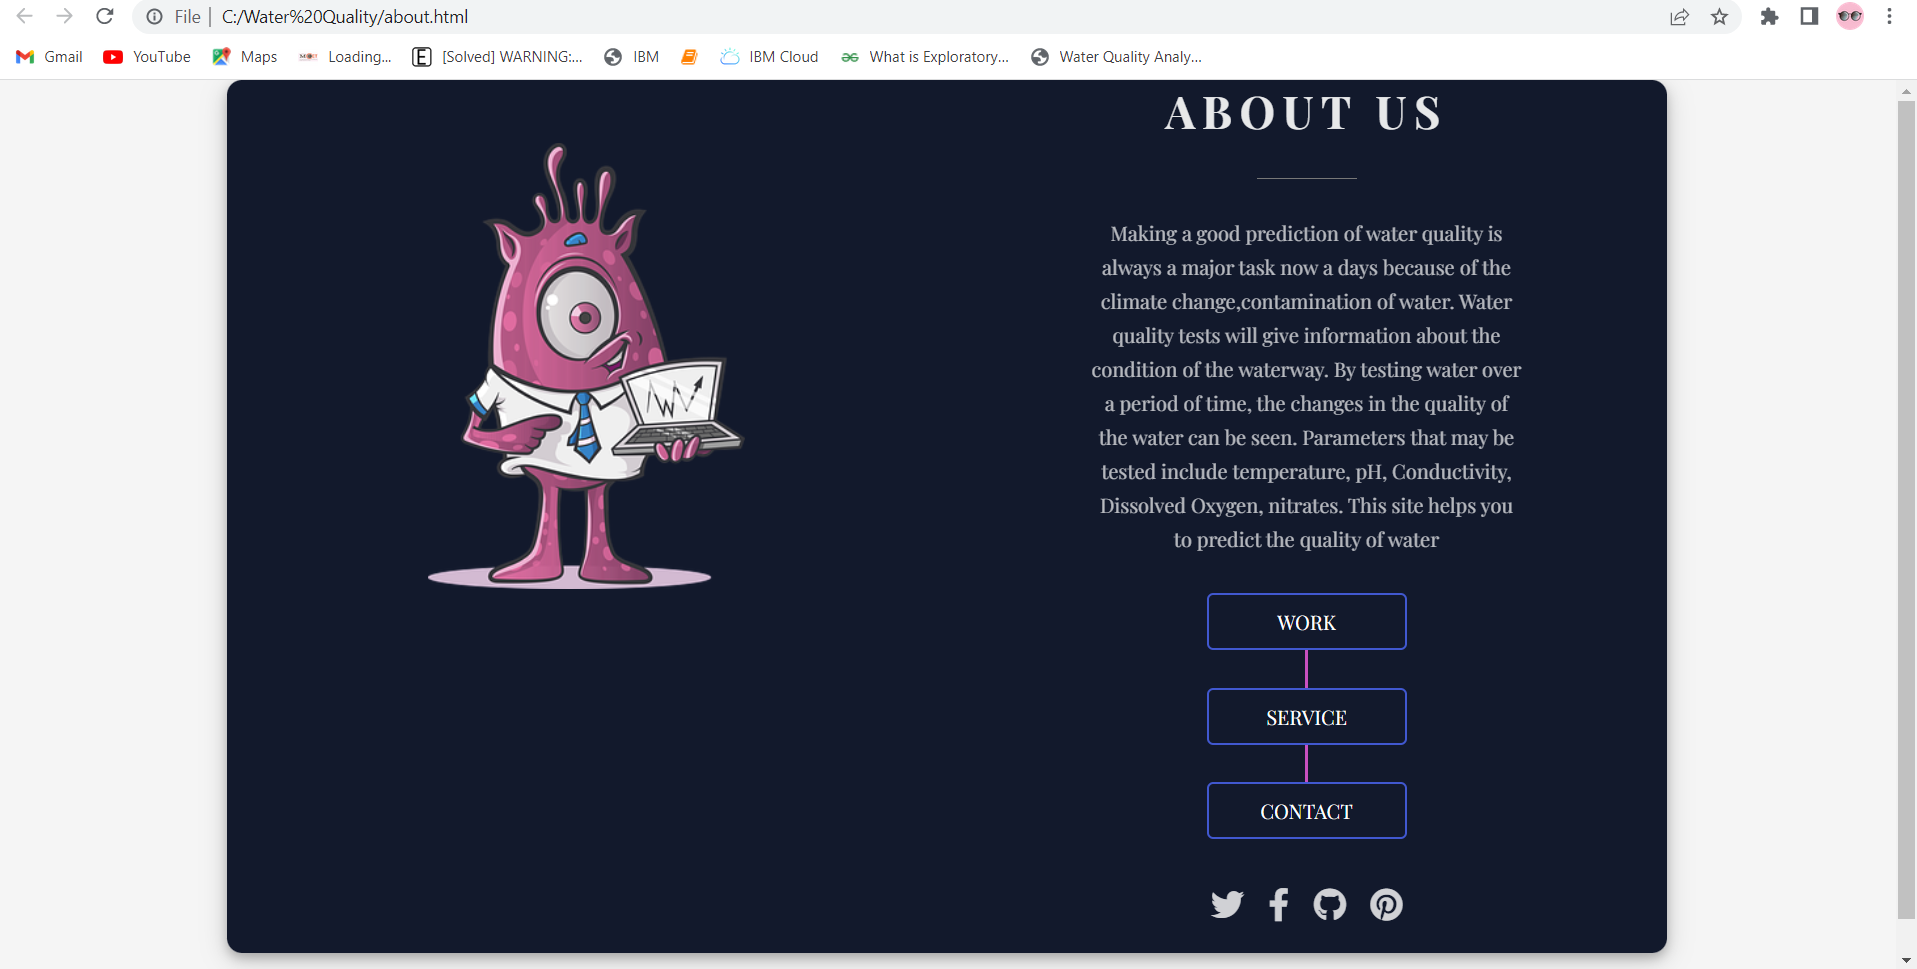 File | C:/Water%20Quality/about.html
Gmail YouTube Maps Loading... [Solved] WARNING:... IBM IBM Cloud What is Exploratory... Water Quality Analy...
ABOUT US
Making a good prediction of water quality is
always a major task now a days because of the
climate change,contamination of water. Water
quality tests will give information about the
condition of the waterway. By testing water over
a period of time, the changes in the quality of
the water can be seen. Parameters that may be
tested include temperature, pH, Conductivity,
Dissolved Oxygen, nitrates. This site helps you
to predict the quality of water
WORK
SERVICE
CONTACT